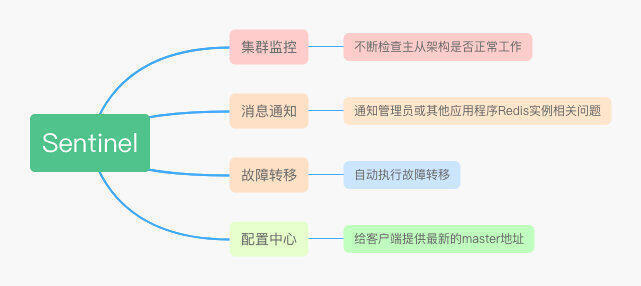 Sentinel
集群监控
不断检查主从架构是否正常工作
消息通知
通知管理员或其他应用程序Redis实例相关问题
故障转移
自动执行故障转移
配置中心
给客户端提供最新的master地址